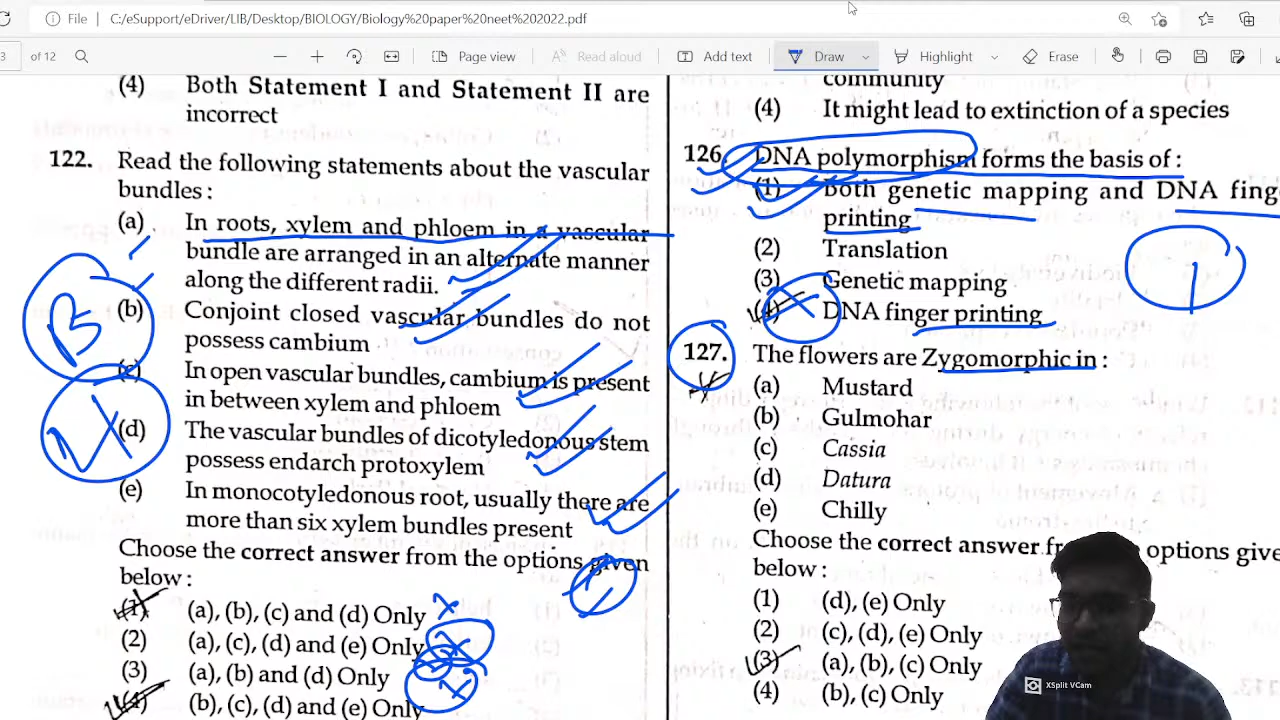 File
C:/eSupport/eDriver/LIB/Desktop/BIOLOGY/Biology%20paper%20neet%202022.pdf
3 of 12
Page view
Read aloud
Add text
Draw
Highlight
Erase
(4) Both Statement I and Statement II are
incorrect
122. Read the following statements about the vascular
bundles :
(a) In roots, xylem and phloem in a vascular
bundle are arranged in an alternate manner
along the different radii.
(b) Conjoint closed vascular bundles do not
possess cambium
(c) In open vascular bundles, cambium is present
in between xylem and phloem
(d) The vascular bundles of dicotyledonous stem
possess endarch protoxylem
(e) In monocotyledonous root, usually there are
more than six xylem bundles present
Choose the correct answer from the options given
below :
(1) (a), (b), (c) and (d) Only
(2) (a), (c), (d) and (e) Only
(3) (a), (b) and (d) Only
(4) (b), (c), (d) and (e) Only
B
community
(4) It might lead to extinction of a species
126. DNA polymorphism forms the basis of :
(1) Both genetic mapping and DNA finge
printing
(2) Translation
(3) Genetic mapping
(4) DNA finger printing
1
127. The flowers are Zygomorphic in :
(a) Mustard
(b) Gulmohar
(c) Cassia
(d) Datura
(e) Chilly
Choose the correct answer options give
below :
(1) (d), (e) Only
(2) (c), (d), (e) Only
(3) (a), (b), (c) Only
(4) (b), (c) Only
XSplit VCam